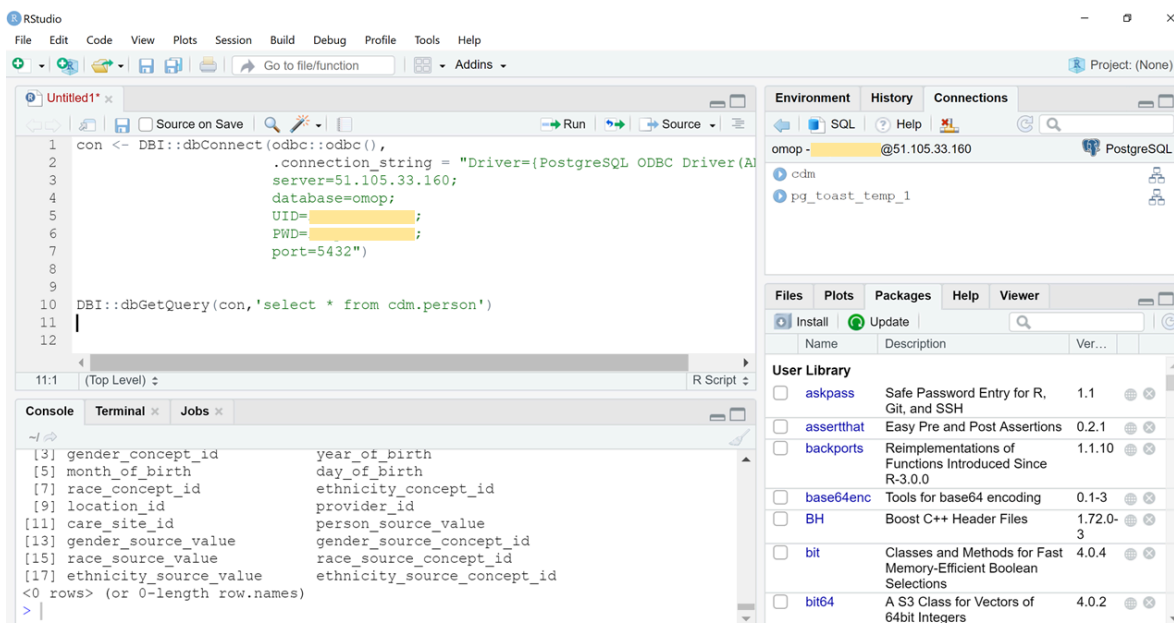 RStudio
File Edit Code View Plots Session Build Debug Profile Tools Help
Go to file/function Addins Project: (None)
Untitled1*
Source on Save Run Source
1 con <- DBI::dbConnect(odbc::odbc(),
2 .connection_string = "Driver={PostgreSQL ODBC Driver(
3 server=51.105.33.160;
4 database=omop;
5 UID= ;
6 PWD= ;
7 port=5432")
8
9
10 DBI::dbGetQuery(con,'select * from cdm.person')
11
12
11:1 (Top Level) R Script
Console Terminal Jobs
~/
[3] gender_concept_id year_of_birth
[5] month_of_birth day_of_birth
[7] race_concept_id ethnicity_concept_id
[9] location_id provider_id
[11] care_site_id person_source_value
[13] gender_source_value gender_source_concept_id
[15] race_source_value race_source_concept_id
[17] ethnicity_source_value ethnicity_source_concept_id
<0 rows> (or 0-length row.names)
>
Environment History Connections
SQL Help
omop - @51.105.33.160 PostgreSQL
cdm
pg_toast_temp_1
Files Plots Packages Help Viewer
Install Update
Name Description Ver...
User Library
askpass Safe Password Entry for R, 1.1
Git, and SSH
assertthat Easy Pre and Post Assertions 0.2.1
backports Reimplementations of 1.1.10
Functions Introduced Since
R-3.0.0
base64enc Tools for base64 encoding 0.1-3
BH Boost C++ Header Files 1.72.0-
3
bit Classes and Methods for Fast 4.0.4
Memory-Efficient Boolean
Selections
bit64 A S3 Class for Vectors of 4.0.2
64bit Integers